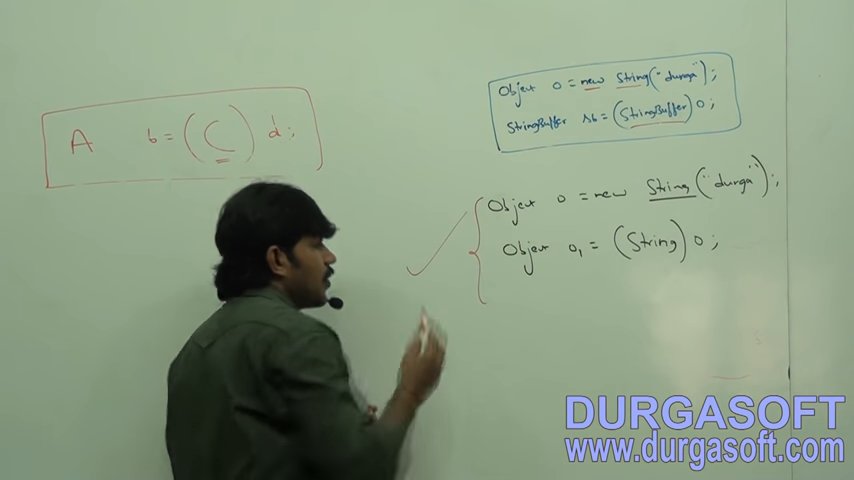 A b = (C) d;
Object o = new String("durga");
StringBuffer sb = (StringBuffer) o;
Object o = new String("durga");
Object o1 = (String) o;
DURGASOFT
www.durgasoft.com